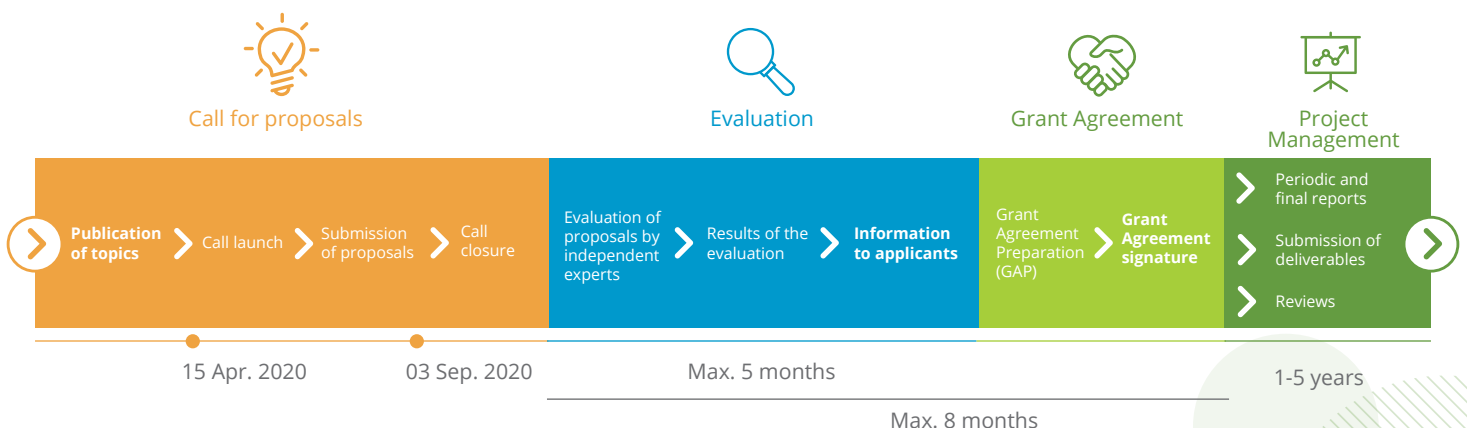 Call for proposals
Evaluation
Grant Agreement
Project
Management
Publication
of topics
Call launch
Submission
of proposals
Call
closure
Evaluation of
proposals by
independent
experts
Results of the
evaluation
Information
to applicants
Grant
Agreement
Preparation
(GAP)
Grant
Agreement
signature
Periodic and
final reports
Submission of
deliverables
Reviews
15 Apr. 2020
03 Sep. 2020
Max. 5 months
1-5 years
Max. 8 months